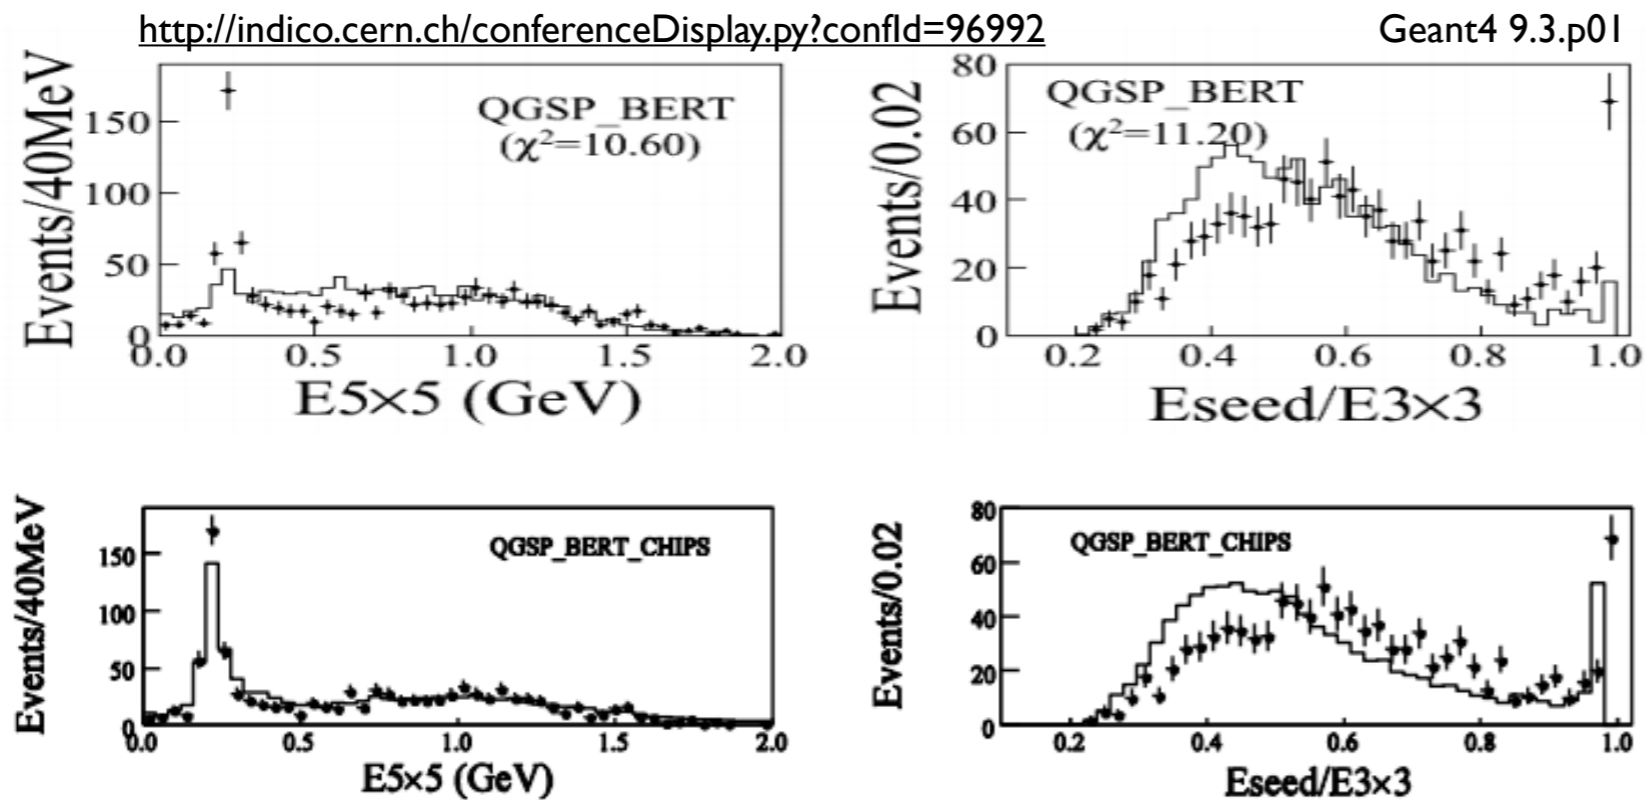 http://indico.cern.ch/conferenceDisplay.py?confId=96992
Geant4 9.3.p01
Events/40MeV
150
100
50
0
QGSP_BERT
(χ²=10.60)
0.0 0.5 1.0 1.5 2.0
E5×5 (GeV)
Events/0.02
80
60
40
20
0
QGSP_BERT
(χ²=11.20)
0.2 0.4 0.6 0.8 1.0
Eseed/E3×3
Events/40MeV
150
100
50
0
QGSP_BERT_CHIPS
0.0 0.5 1.0 1.5 2.0
E5×5 (GeV)
Events/0.02
80
60
40
20
0
QGSP_BERT_CHIPS
0.2 0.4 0.6 0.8 1.0
Eseed/E3×3